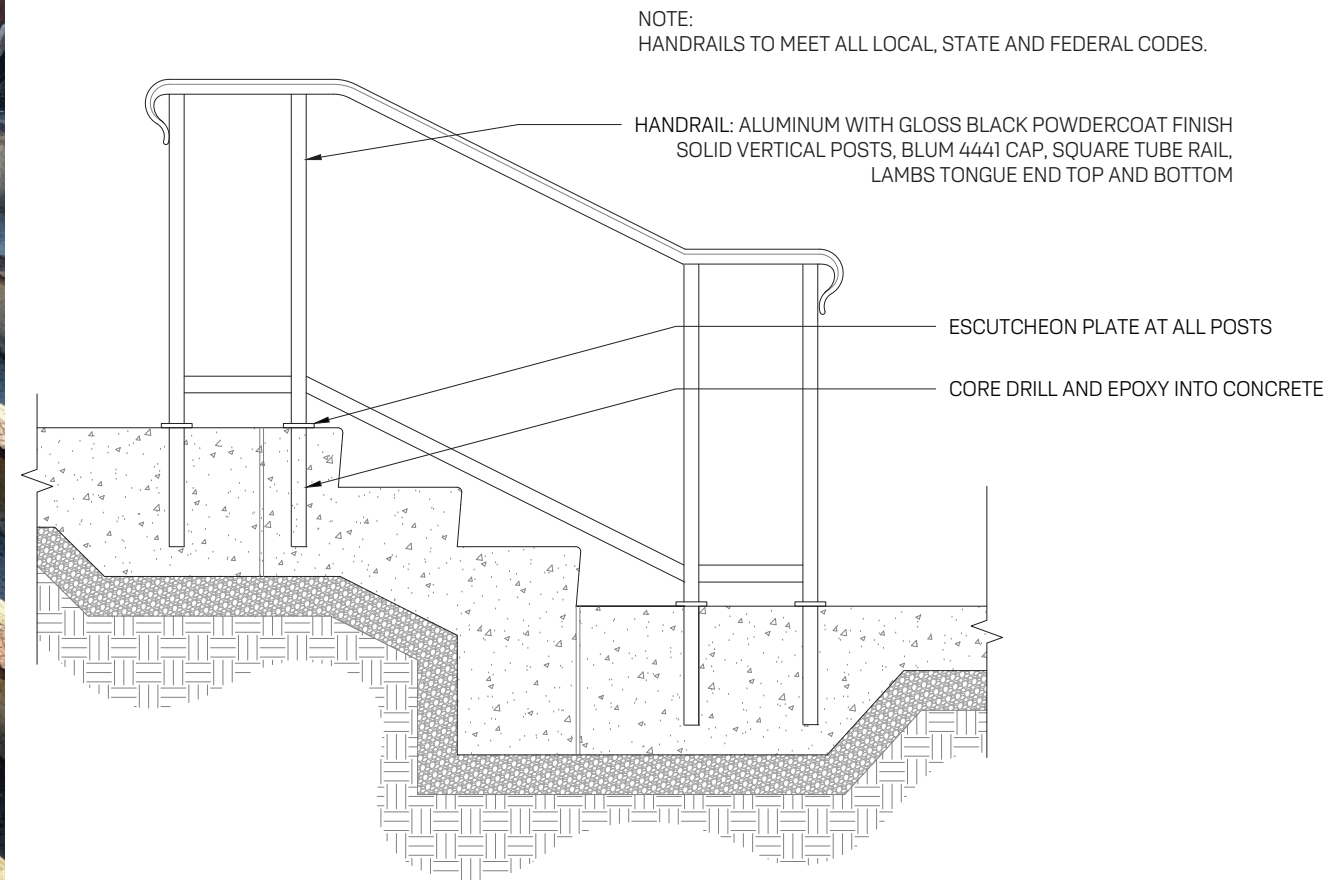 NOTE:
HANDRAILS TO MEET ALL LOCAL, STATE AND FEDERAL CODES.
HANDRAIL: ALUMINUM WITH GLOSS BLACK POWDERCOAT FINISH
SOLID VERTICAL POSTS, BLUM 4441 CAP, SQUARE TUBE RAIL,
LAMBS TONGUE END TOP AND BOTTOM
ESCUTCHEON PLATE AT ALL POSTS
CORE DRILL AND EPOXY INTO CONCRETE